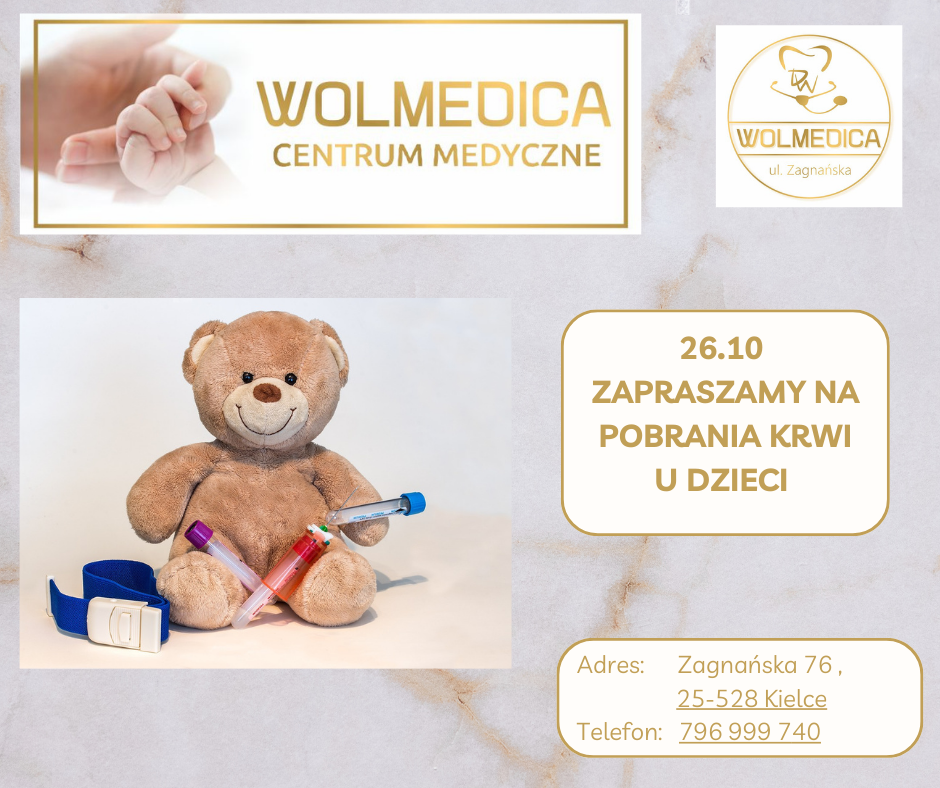 WOLMEDICA
CENTRUM MEDYCZNE
DW
WOLMEDICA
ul. Zagnańska
26.10
ZAPRASZAMY NA
POBRANIA KRWI
U DZIECI
Adres: Zagnańska 76 ,
25-528 Kielce
Telefon: 796 999 740